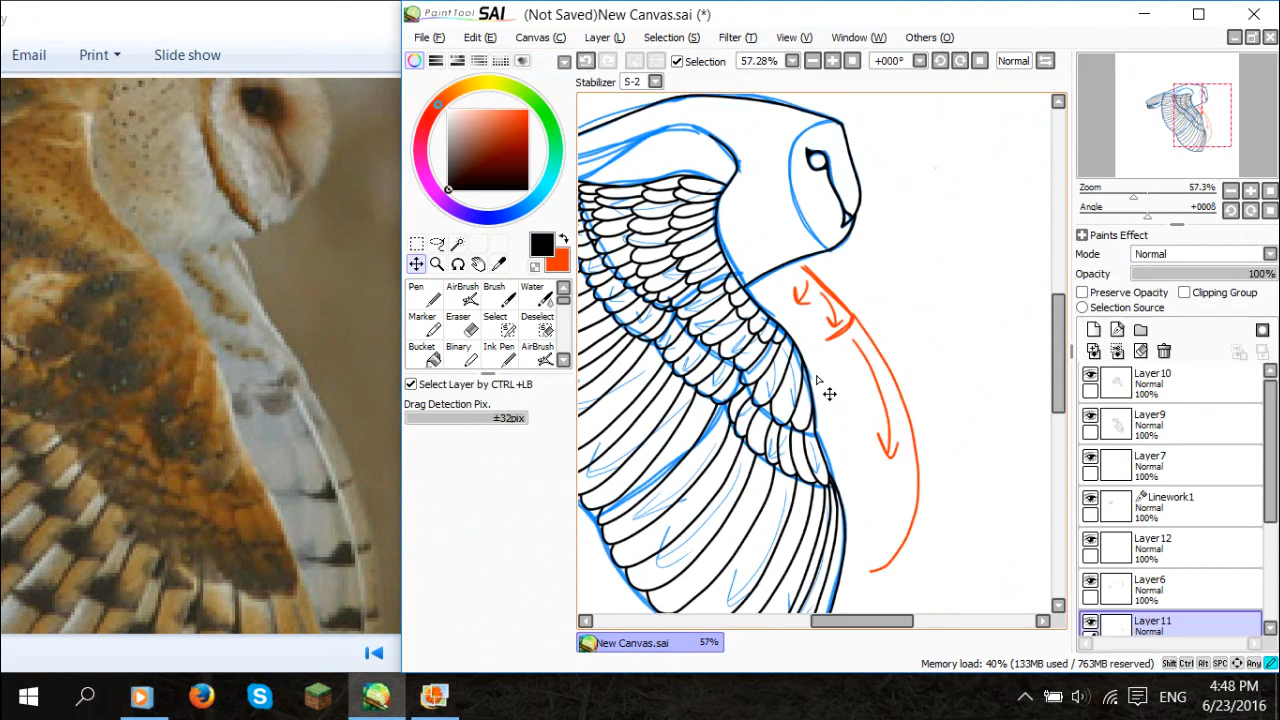 y
Email Print Slide show
PaintTool SAI (Not Saved)New Canvas.sai (*)
File (F) Edit (E) Canvas (C) Layer (L) Selection (S) Filter (T) View (V) Window (W) Others (O)
Selection 57.28% +000° Normal
Stabilizer S-2
Pen AirBrush Brush Water
Marker Eraser Select Deselect
Bucket Binary Ink Pen AirBrush
Select Layer by CTRL+LB
Drag Detection Pix.
±32pix
Zoom 57.3%
Angle +000ß
Paints Effect
Mode Normal
Opacity 100%
Preserve Opacity Clipping Group
Selection Source
Layer10
Normal
100%
Layer9
Normal
100%
Layer7
Normal
100%
Linework1
Normal
100%
Layer12
Normal
100%
Layer6
Normal
100%
Layer11
Normal
New Canvas.sai 57%
Memory load: 40% (133MB used / 763MB reserved) Shift Ctrl Alt SPC Any
ENG
4:48 PM
6/23/2016